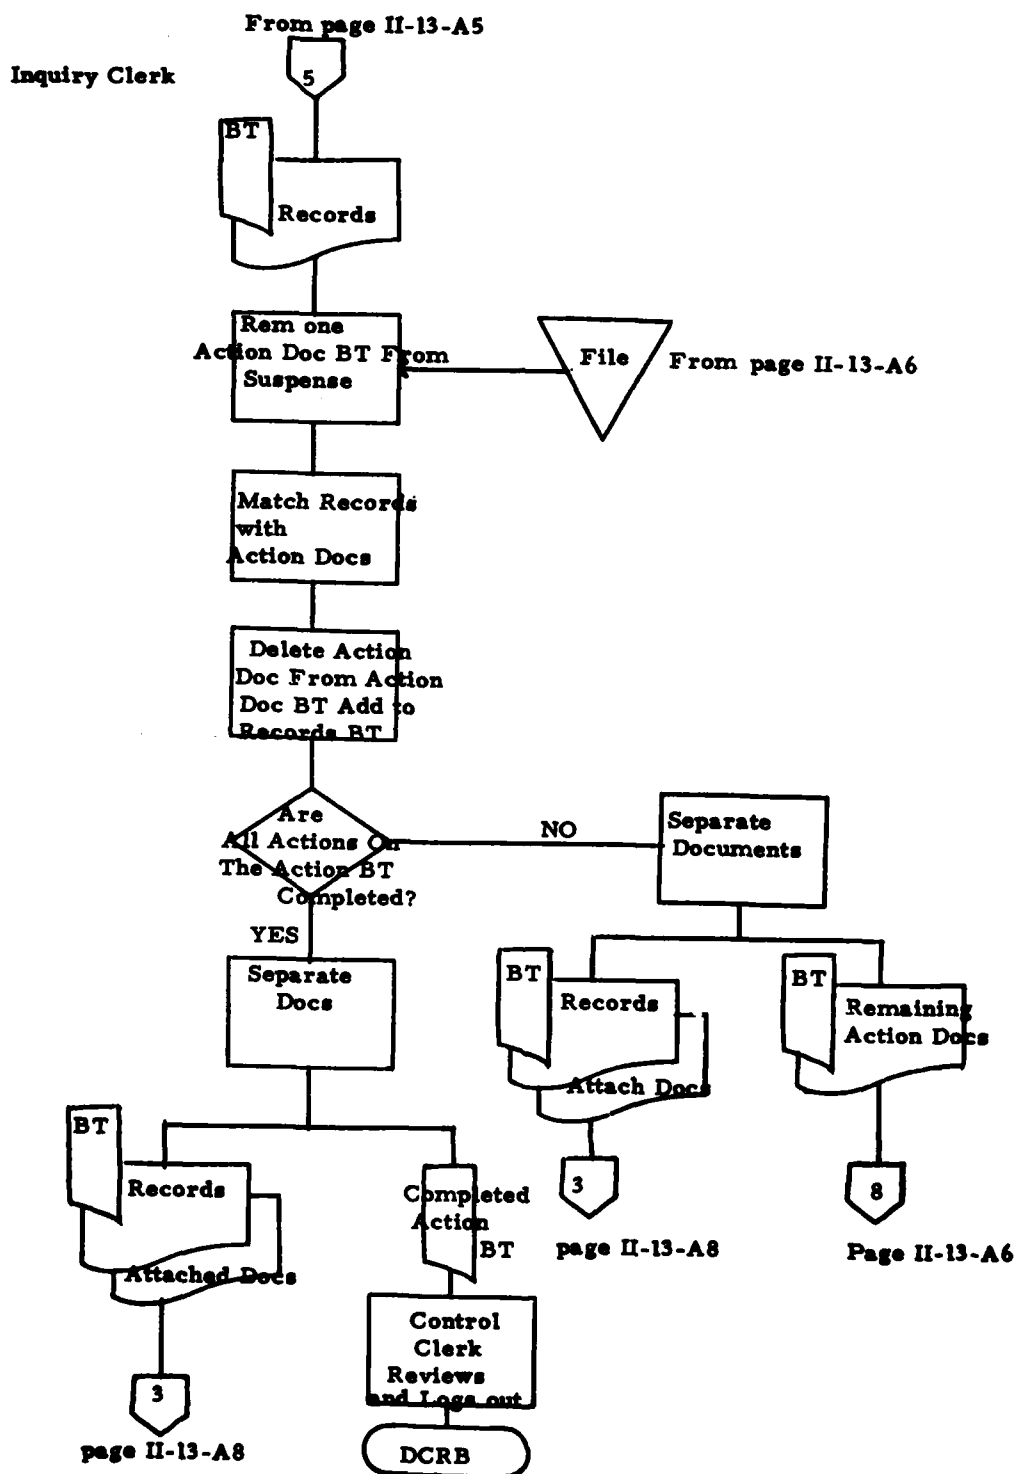 From page II-13-A5
5
Inquiry Clerk
BT
Records
Rem one
Action Doc BT From
Suspense
File
From page II-13-A6
Match Records
with
Action Docs
Delete Action
Doc From Action
Doc BT Add to
Records BT
Are
All Actions On
The Action BT
Completed?
NO
Separate
Documents
YES
Separate
Docs
BT
Records
Attach Docs
BT
Remaining
Action Docs
BT
Records
Attached Docs
Completed
Action
BT
3
page II-13-A8
8
Page II-13-A6
Control
Clerk
Reviews
and Logs out
3
page II-13-A8
DCRB